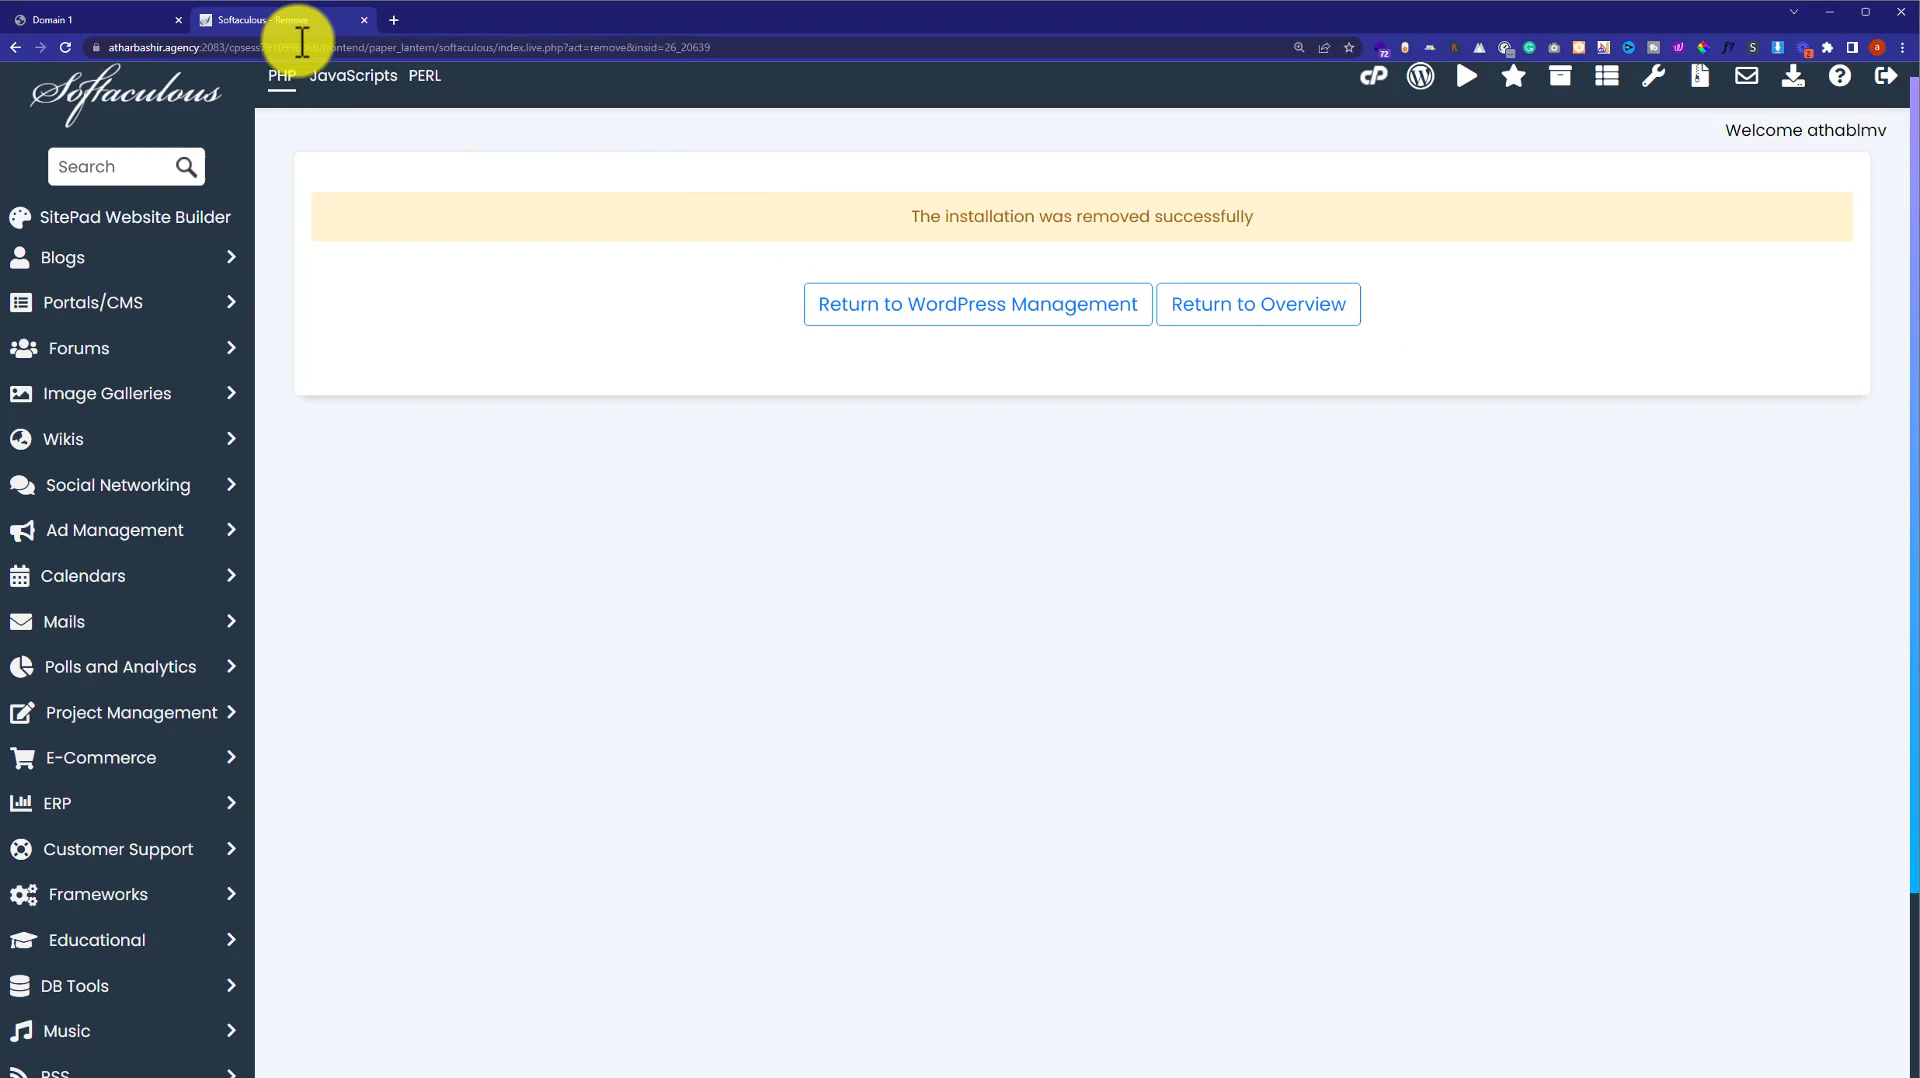 Domain 1
Softaculous - Remove
atharbashir.agency:2083/cpsess
frontend/paper_lantern/softaculous/index.live.php?act=remove&insid=26_20639
Softaculous
PHP JavaScripts PERL
72
2
Welcome athablmv
Search
The installation was removed successfully
Return to WordPress Management
Return to Overview
SitePad Website Builder
Blogs
Portals/CMS
Forums
Image Galleries
Wikis
Social Networking
Ad Management
Calendars
Mails
Polls and Analytics
Project Management
E-Commerce
ERP
Customer Support
Frameworks
Educational
DB Tools
Music
RSS